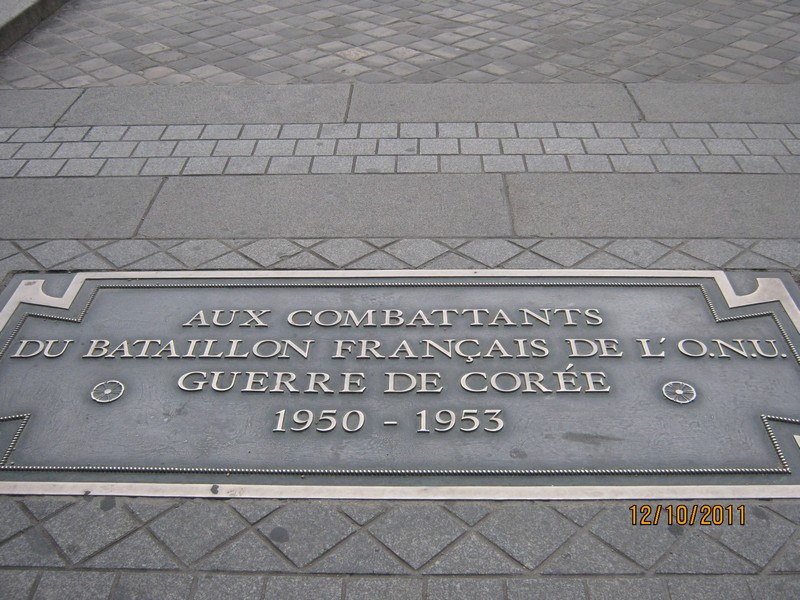 AUX COMBATTANTS
DU BATAILLON FRANÇAIS DE L' O.N.U.
GUERRE DE CORÉE
1950 - 1953
12/10/2011